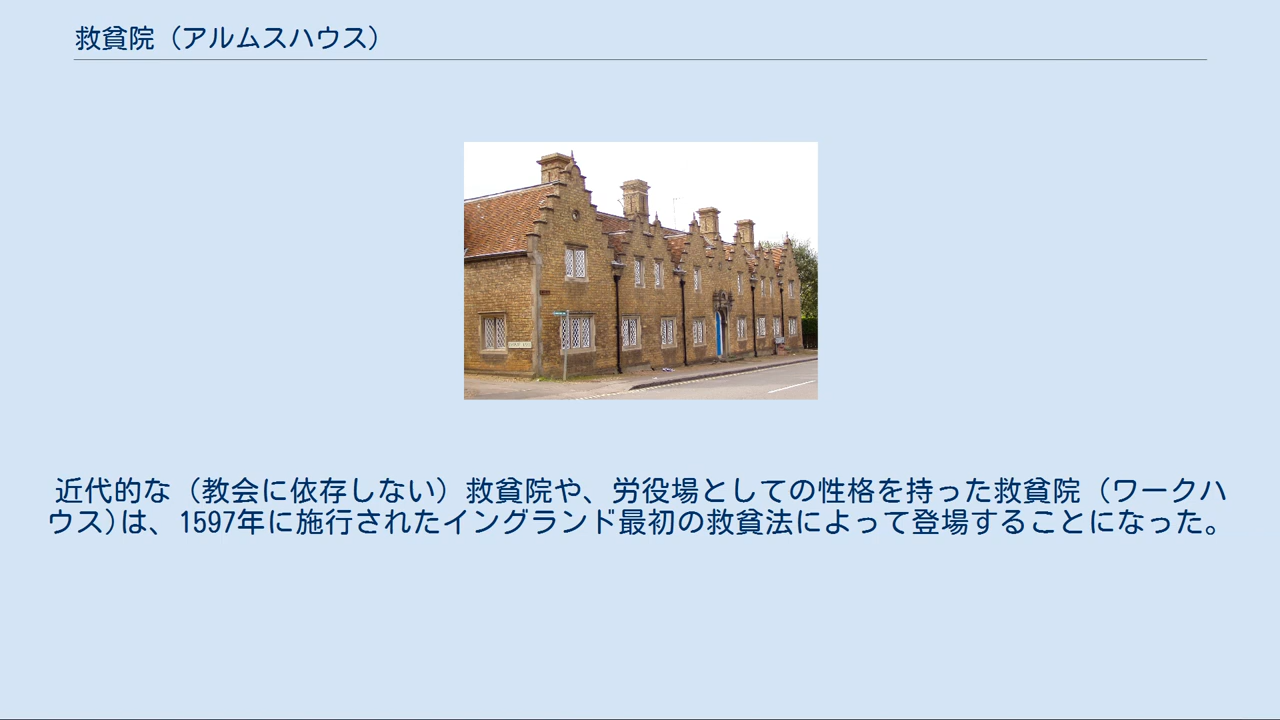 救貧院（アルムスハウス）
近代的な（教会に依存しない）救貧院や、労役場としての性格を持った救貧院（ワークハ
ウス)は、1597年に施行されたイングランド最初の救貧法によって登場することになった。